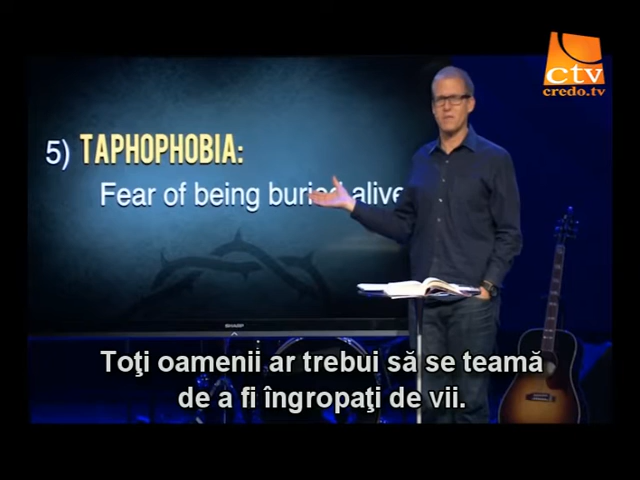 ctv
credo.tv
5) TAPHOPHOBIA:
Fear of being buried alive
SHARP
Toţi oamenii ar trebui să se teamă
de a fi îngropaţi de vii.